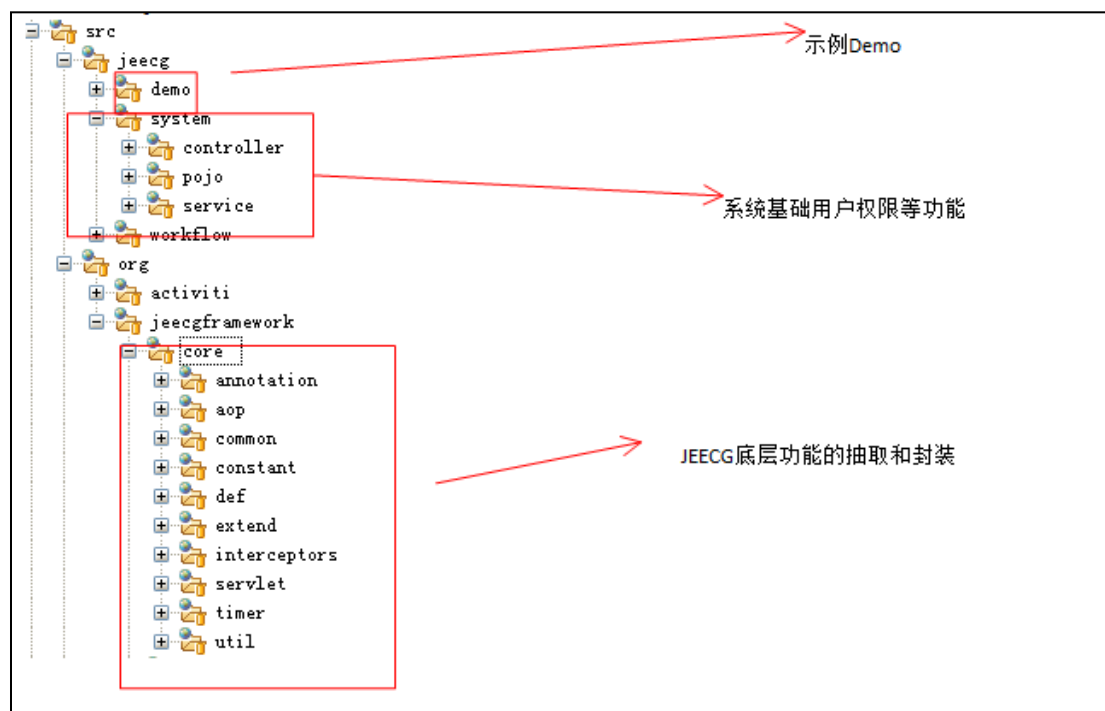 src
jeecg
示例Demo
demo
system
controller
pojo
系统基础用户权限等功能
service
workflow
org
activiti
jeecgframework
core
annotation
aop
common
JEECG底层功能的抽取和封装
constant
def
extend
interceptors
servlet
timer
util